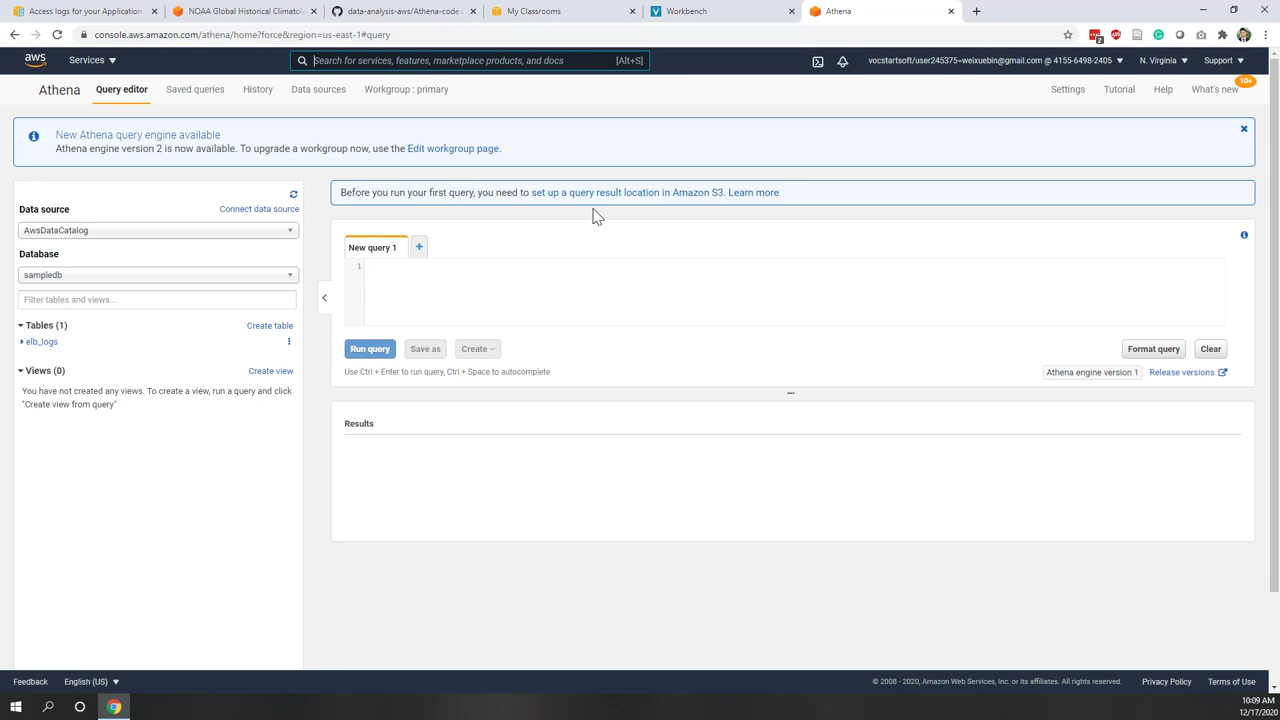 Access logs for your Application
NOAA Global Historical Climatolo
data-analysis-aws/Athena-code.s
My Classrooms
Workbench
Athena
console.aws.amazon.com/athena/home?force&region=us-east-1#query
2
aws
Services
Search for services, features, marketplace products, and docs
[Alt+S]
vocstartsoft/user245375=weixuebin@gmail.com @ 4155-6498-2405
N. Virginia
Support
Athena
Query editor
Saved queries
History
Data sources
Workgroup : primary
Settings
Tutorial
Help
What's new
10+
New Athena query engine available
Athena engine version 2 is now available. To upgrade a workgroup now, use the Edit workgroup page.
Before you run your first query, you need to set up a query result location in Amazon S3. Learn more
Data source
Connect data source
AwsDataCatalog
Database
sampledb
Filter tables and views...
Tables (1)
Create table
elb_logs
Views (0)
Create view
You have not created any views. To create a view, run a query and click
"Create view from query"
New query 1
1
Run query
Save as
Create
Format query
Clear
Use Ctrl + Enter to run query, Ctrl + Space to autocomplete
Athena engine version 1
Release versions
Results
Feedback
English (US)
© 2008 - 2020, Amazon Web Services, Inc. or its affiliates. All rights reserved.
Privacy Policy
Terms of Use
10:09 AM
12/17/2020